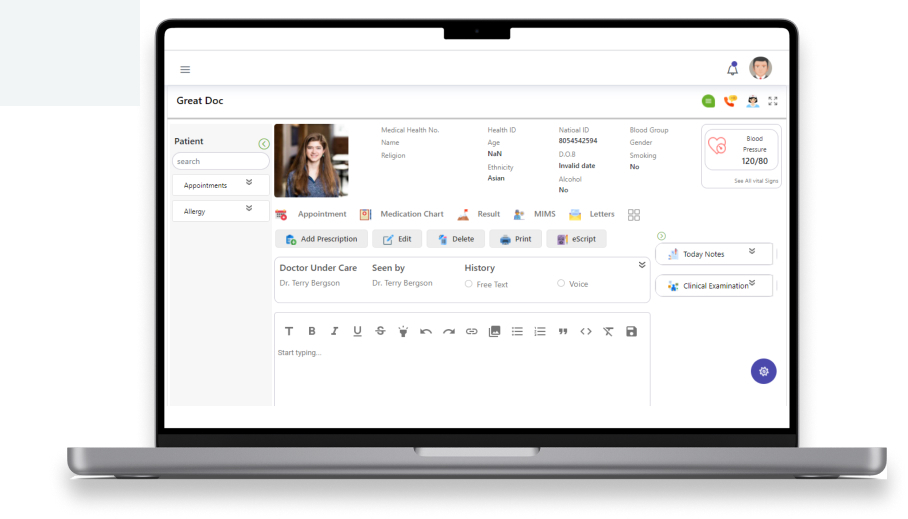 Great Doc
Patient
search
Appointments
Allergy
Medical Health No.
Name
Religion
Health ID
Age
NaN
Ethnicity
Asian
Natioal ID
8054542594
D.O.B
Invalid date
Alcohol
No
Blood Group
Gender
Smoking
No
Blood
Pressure
120/80
See All vital Signs
Appointment Medication Chart Result MIMS Letters
Add Prescription Edit Delete Print eScript
Doctor Under Care Seen by History
Dr. Terry Bergson Dr. Terry Bergson Free Text Voice
Today Notes
Clinical Examination
T B I U S
Start typing...